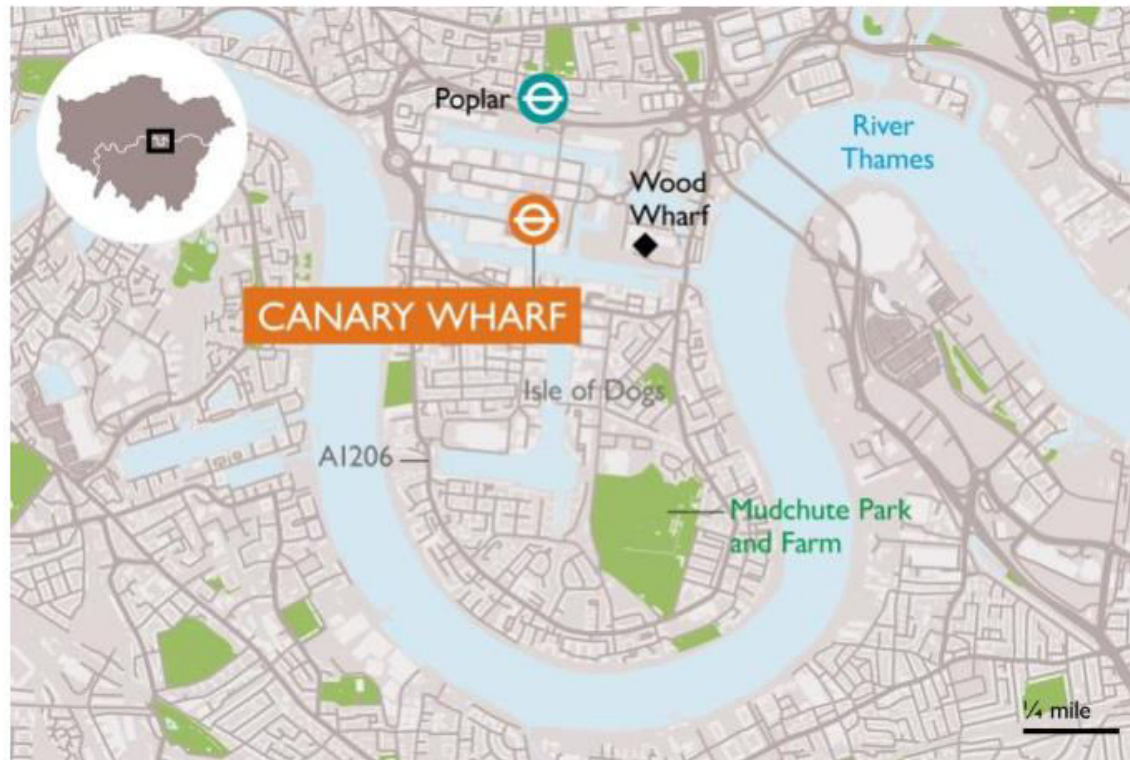 Poplar
River
Thames
Wood
Wharf
CANARY WHARF
Isle of Dogs
A1206
Mudchute Park
and Farm
¼ mile